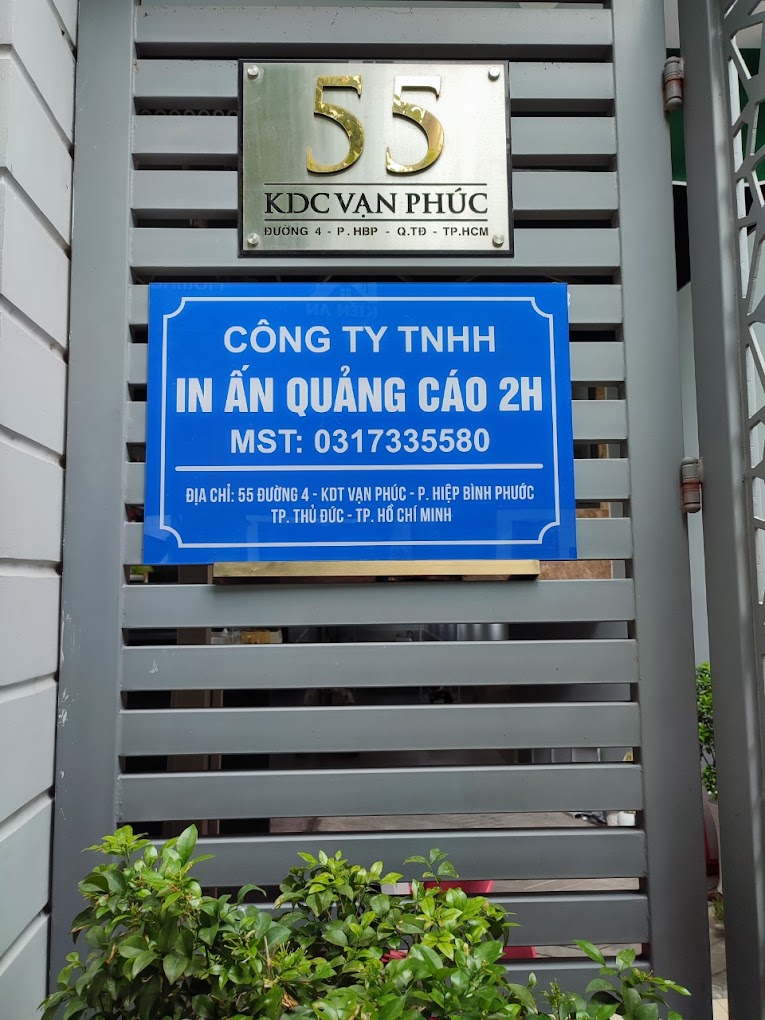 55
KDC VẠN PHÚC
ĐƯỜNG 4 - P. HBP - Q.TĐ - TP.HCM
CÔNG TY TNHH
IN ẤN QUẢNG CÁO 2H
MST: 0317335580
ĐỊA CHỈ: 55 ĐƯỜNG 4 - KDT VẠN PHÚC - P. HIỆP BÌNH PHƯỚC
TP. THỦ ĐỨC - TP. HỒ CHÍ MINH